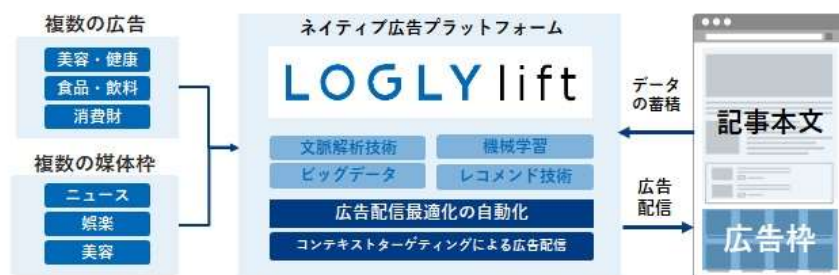 複数の広告
美容・健康
食品・飲料
消費財
複数の媒体枠
ニュース
娯楽
美容
ネイティブ広告プラットフォーム
LOGLY lift
文脈解析技術
機械学習
ビッグデータ
レコメンド技術
広告配信最適化の自動化
コンテキストターゲティングによる広告配信
データ
の蓄積
広告
配信
記事本文
広告枠